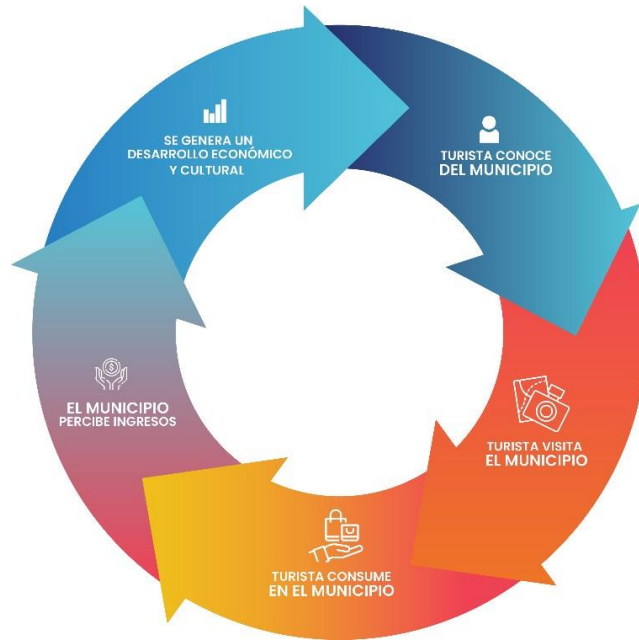 SE GENERA UN
DESARROLLO ECONÓMICO
Y CULTURAL
TURISTA CONOCE
DEL MUNICIPIO
TURISTA VISITA
EL MUNICIPIO
TURISTA CONSUME
EN EL MUNICIPIO
EL MUNICIPIO
PERCIBE INGRESOS